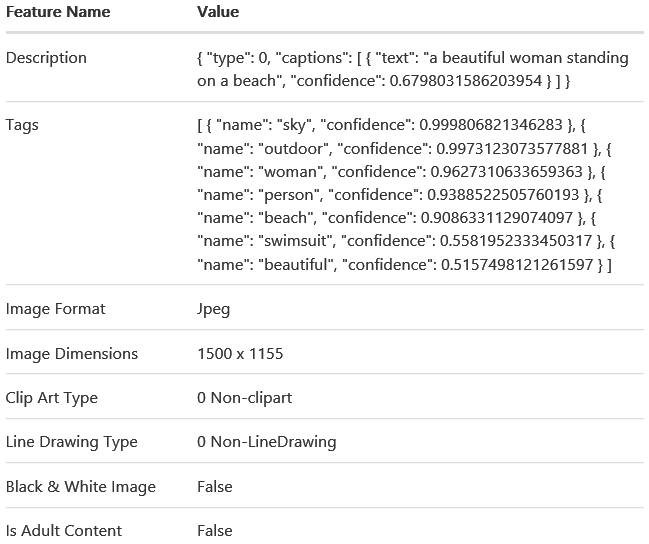 Feature Name Value
Description { "type": 0, "captions": [ { "text": "a beautiful woman standing
on a beach", "confidence": 0.6798031586203954 } ] }
Tags [ { "name": "sky", "confidence": 0.999806821346283 }, {
"name": "outdoor", "confidence": 0.9973123073577881 }, {
"name": "woman", "confidence": 0.9627310633659363 }, {
"name": "person", "confidence": 0.9388522505760193 }, {
"name": "beach", "confidence": 0.9086331129074097 }, {
"name": "swimsuit", "confidence": 0.5581952333450317 }, {
"name": "beautiful", "confidence": 0.5157498121261597 } ]
Image Format Jpeg
Image Dimensions 1500 x 1155
Clip Art Type 0 Non-clipart
Line Drawing Type 0 Non-LineDrawing
Black & White Image False
Is Adult Content False